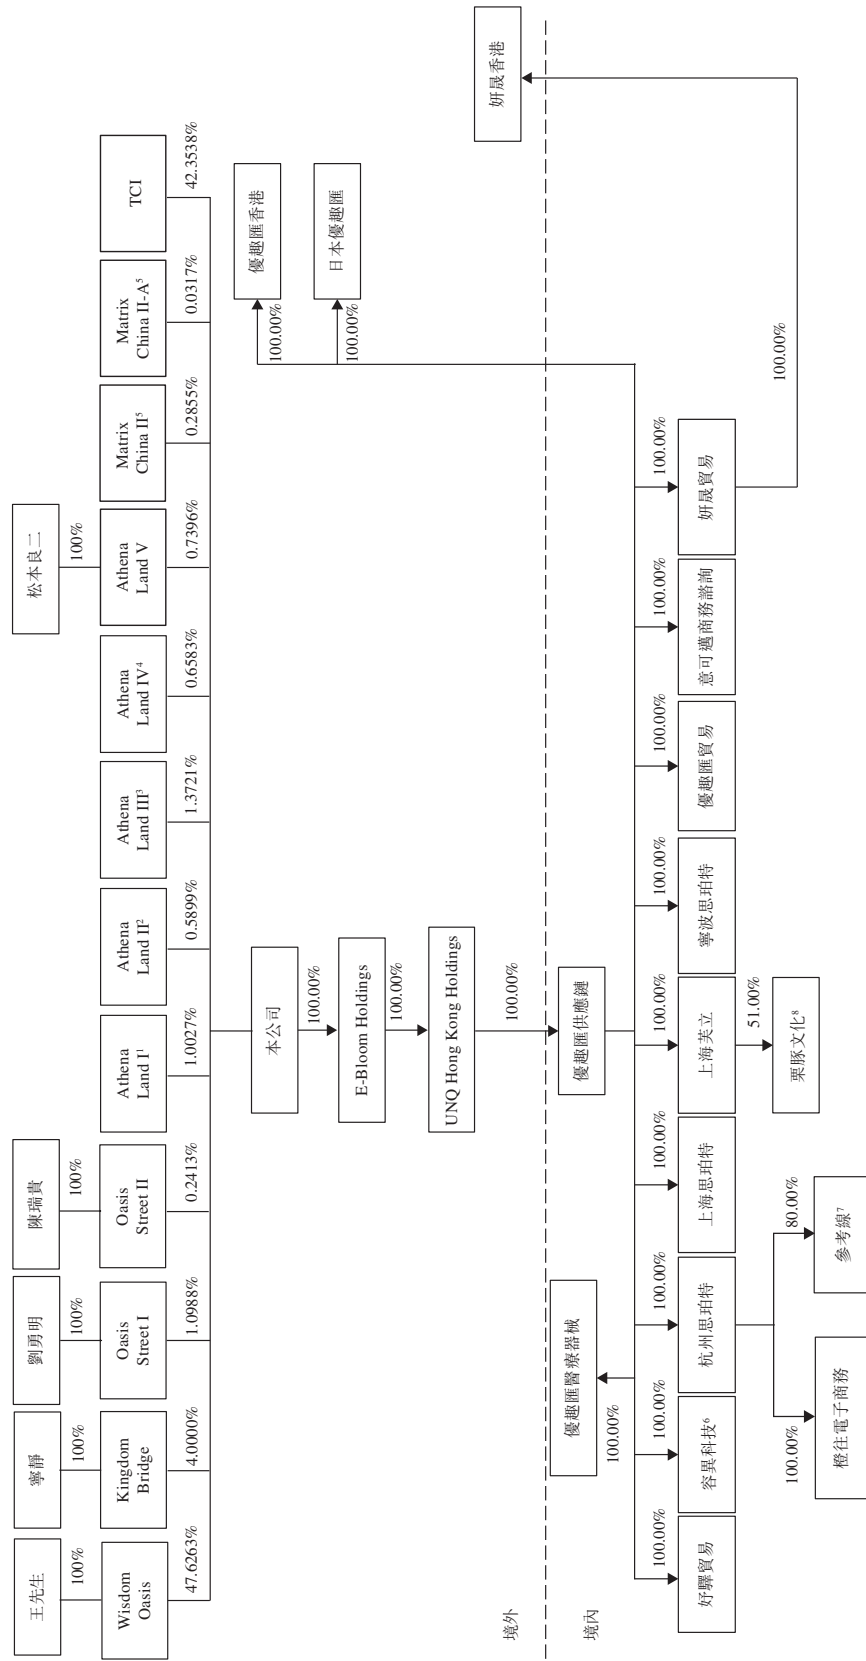 王先生
寧靜
劉勇明
陳瑞貴
松本良二
100%
100%
100%
100%
100%
Wisdom
Oasis
Kingdom
Bridge
Oasis
Street I
Oasis
Street II
Athena
Land I¹
Athena
Land II²
Athena
Land III³
Athena
Land IV⁴
Athena
Land V
Matrix
China II⁵
Matrix
China II-A⁵
TCI
47.6263%
4.0000%
1.0988%
0.2413%
1.0027%
0.5899%
1.3721%
0.6583%
0.7396%
0.2855%
0.0317%
42.3538%
本公司
100.00%
E-Bloom Holdings
100.00%
UNQ Hong Kong Holdings
100.00%
優趣匯香港
100.00%
日本優趣匯
100.00%
妍晟香港
境外
境內
優趣匯供應鏈
優趣匯醫療器械
100.00%
100.00%
100.00%
100.00%
100.00%
100.00%
100.00%
100.00%
100.00%
100.00%
妤驛貿易
容異科技⁶
杭州思珀特
上海思珀特
上海芙立
寧波思珀特
優趣匯貿易
意可邁商務諮詢
妍晟貿易
100.00%
100.00%
80.00%
51.00%
橙往電子商務
參考線⁷
栗豚文化⁸